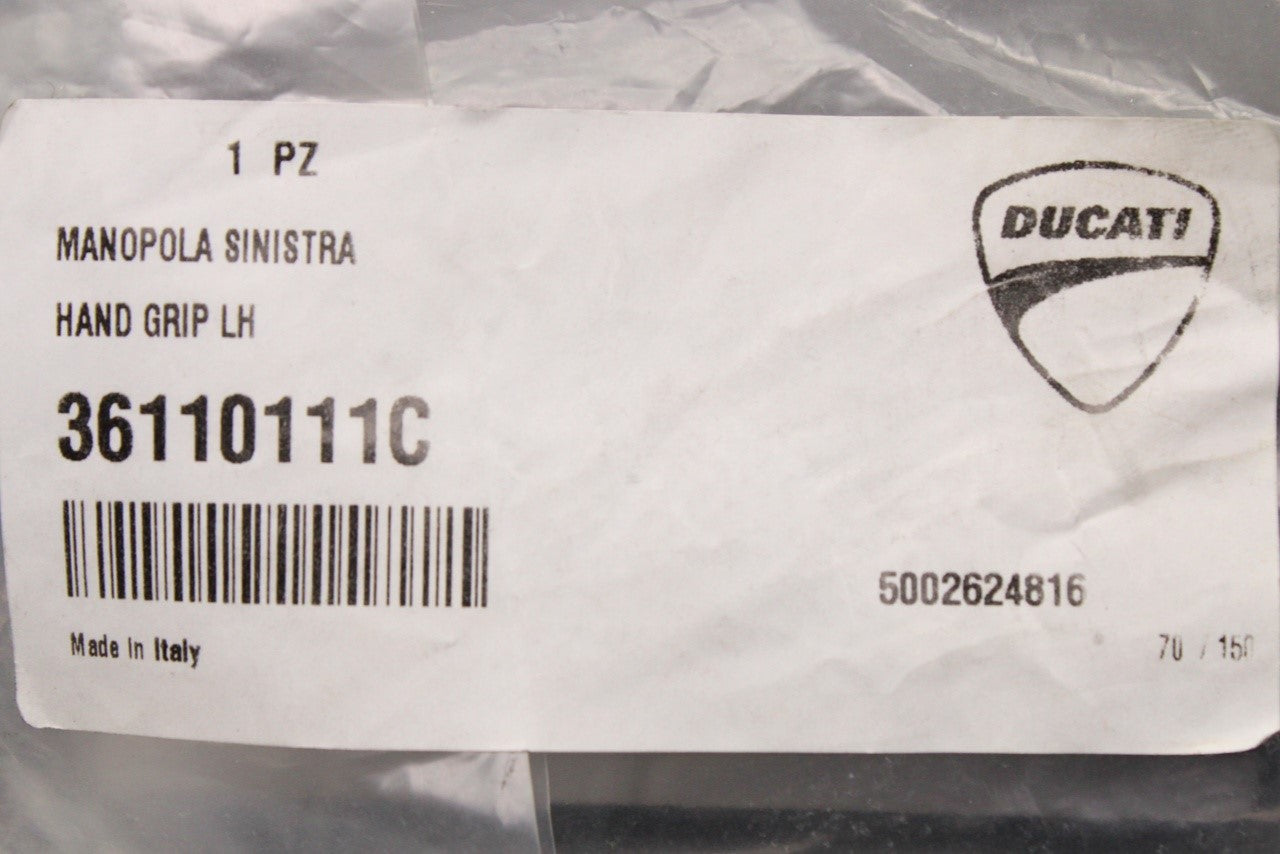 1 PZ
MANOPOLA SINISTRA
HAND GRIP LH
36110111C
Made in Italy
DUCATI
5002624816
70 / 150